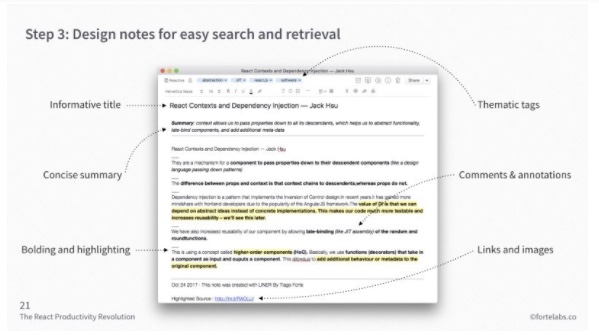 Step 3: Design notes for easy search and retrieval
React Contexts and Dependency Injection — Jack Hsu
Reactive abstraction JIT reactjs software Share
Helvetica Neue
Informative title
React Contexts and Dependency Injection — Jack Hsu
Thematic tags
Summary: context allows us to pass properties down to all its descendants, which helps us to abstract functionality,
late-bind components, and add additional meta-data
Concise summary
React Contexts and Dependency Injection — Jack Hsu
They are a mechanism for a component to pass properties down to their descendent components (like a design
language passing down patterns)
The difference between props and context is that context chains to descendents, whereas props do not.
Comments & annotations
Dependency injection is a pattern that implements the Inversion of Control design in recent years it has gained more
mindshare with frontend developers due to the popularity of the AngularJS framework. The value of DI is that we can
depend on abstract ideas instead of concrete implementations. This makes our code much more testable and
increases reusability – we'll see this later.
We have also increased reusability of our component by allowing late-binding (like JIT assembly) of the random and
roundfunctions.
Bolding and highlighting
This is using a concept called higher-order components (HoC). Basically, we use functions (decorators) that take in
a component as input and ouputs a component. This allows us to add additional behaviour or metadata to the
original component.
Links and images
Oct 24 2017 · This note was created with LINER By Tiago Forte
Highlighted Source :
21
The React Productivity Revolution
©fortelabs.co